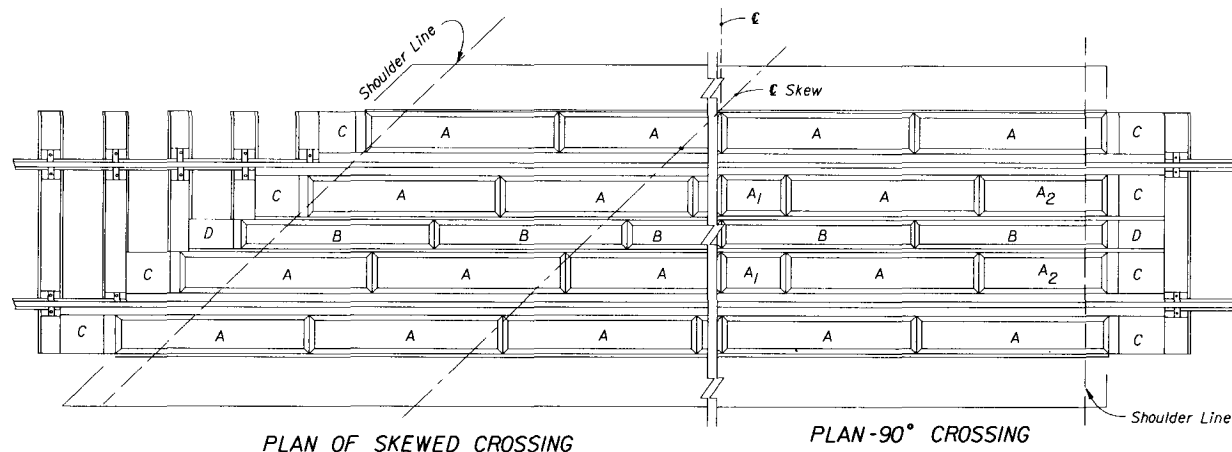 Shoulder Line
℄
℄ Skew
C A A A A C
C A A A₁ A A₂ C
D B B B B B D
C A A A A₁ A A₂ C
C A A A A A C
Shoulder Line
PLAN OF SKEWED CROSSING
PLAN-90° CROSSING